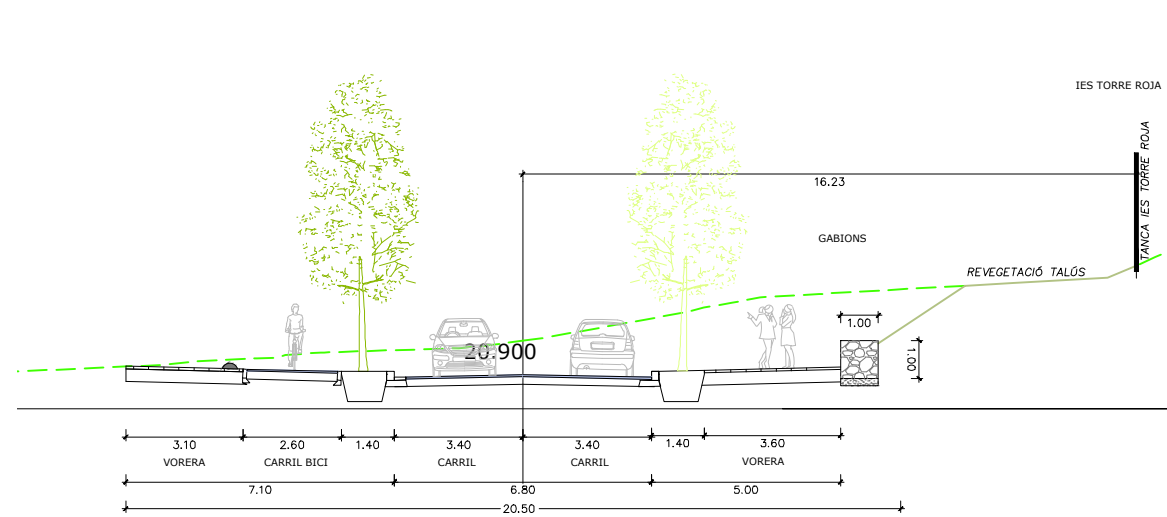 IES TORRE ROJA
TANCA IES TORRE ROJA
16.23
GABIONS
REVEGETACIÓ TALÚS
1.00
1.00
20.900
3.10
2.60
1.40
3.40
3.40
1.40
3.60
VORERA
CARRIL BICI
CARRIL
CARRIL
VORERA
7.10
6.80
5.00
20.50